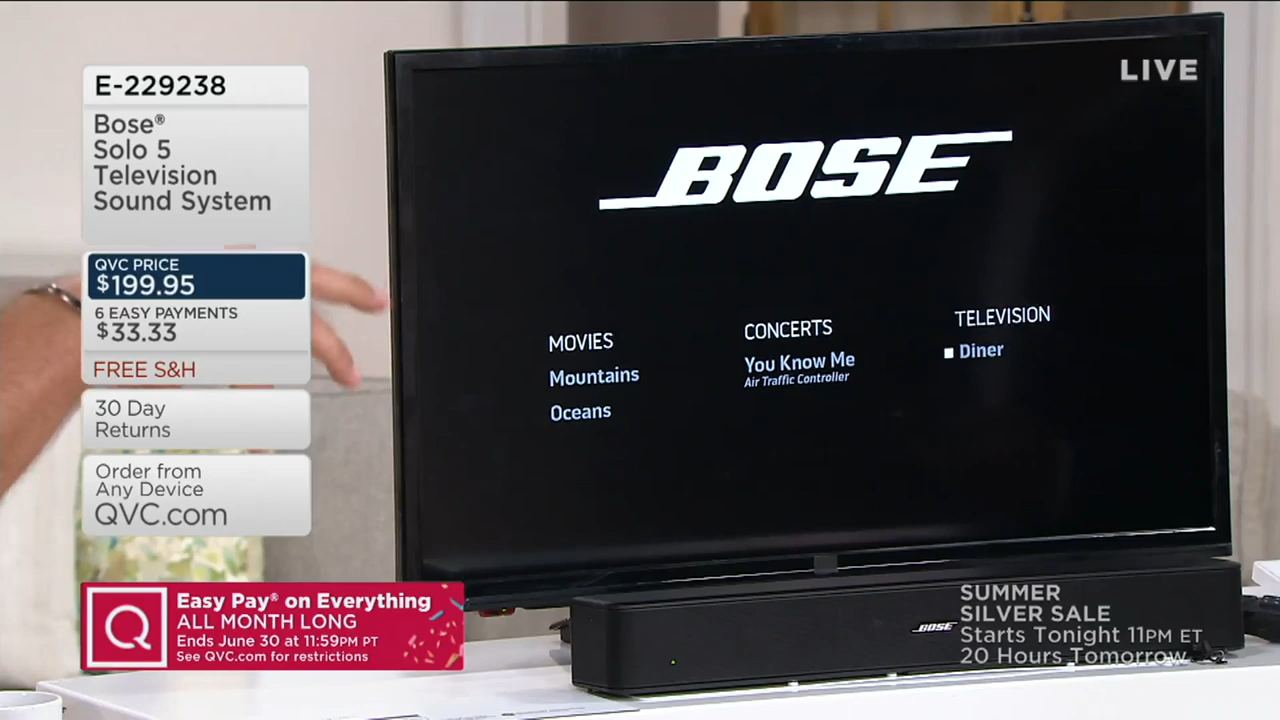 E-229238
Bose®
Solo 5
Television
Sound System
QVC PRICE
$199.95
6 EASY PAYMENTS
$33.33
FREE S&H
30 Day
Returns
Order from
Any Device
QVC.com
Q
Easy Pay® on Everything
ALL MONTH LONG
Ends June 30 at 11:59PM PT
See QVC.com for restrictions
LIVE
BOSE
MOVIES
Mountains
Oceans
CONCERTS
You Know Me
Air Traffic Controller
TELEVISION
Diner
BOSE
SUMMER
SILVER SALE
Starts Tonight 11PM ET
20 Hours Tomorrow